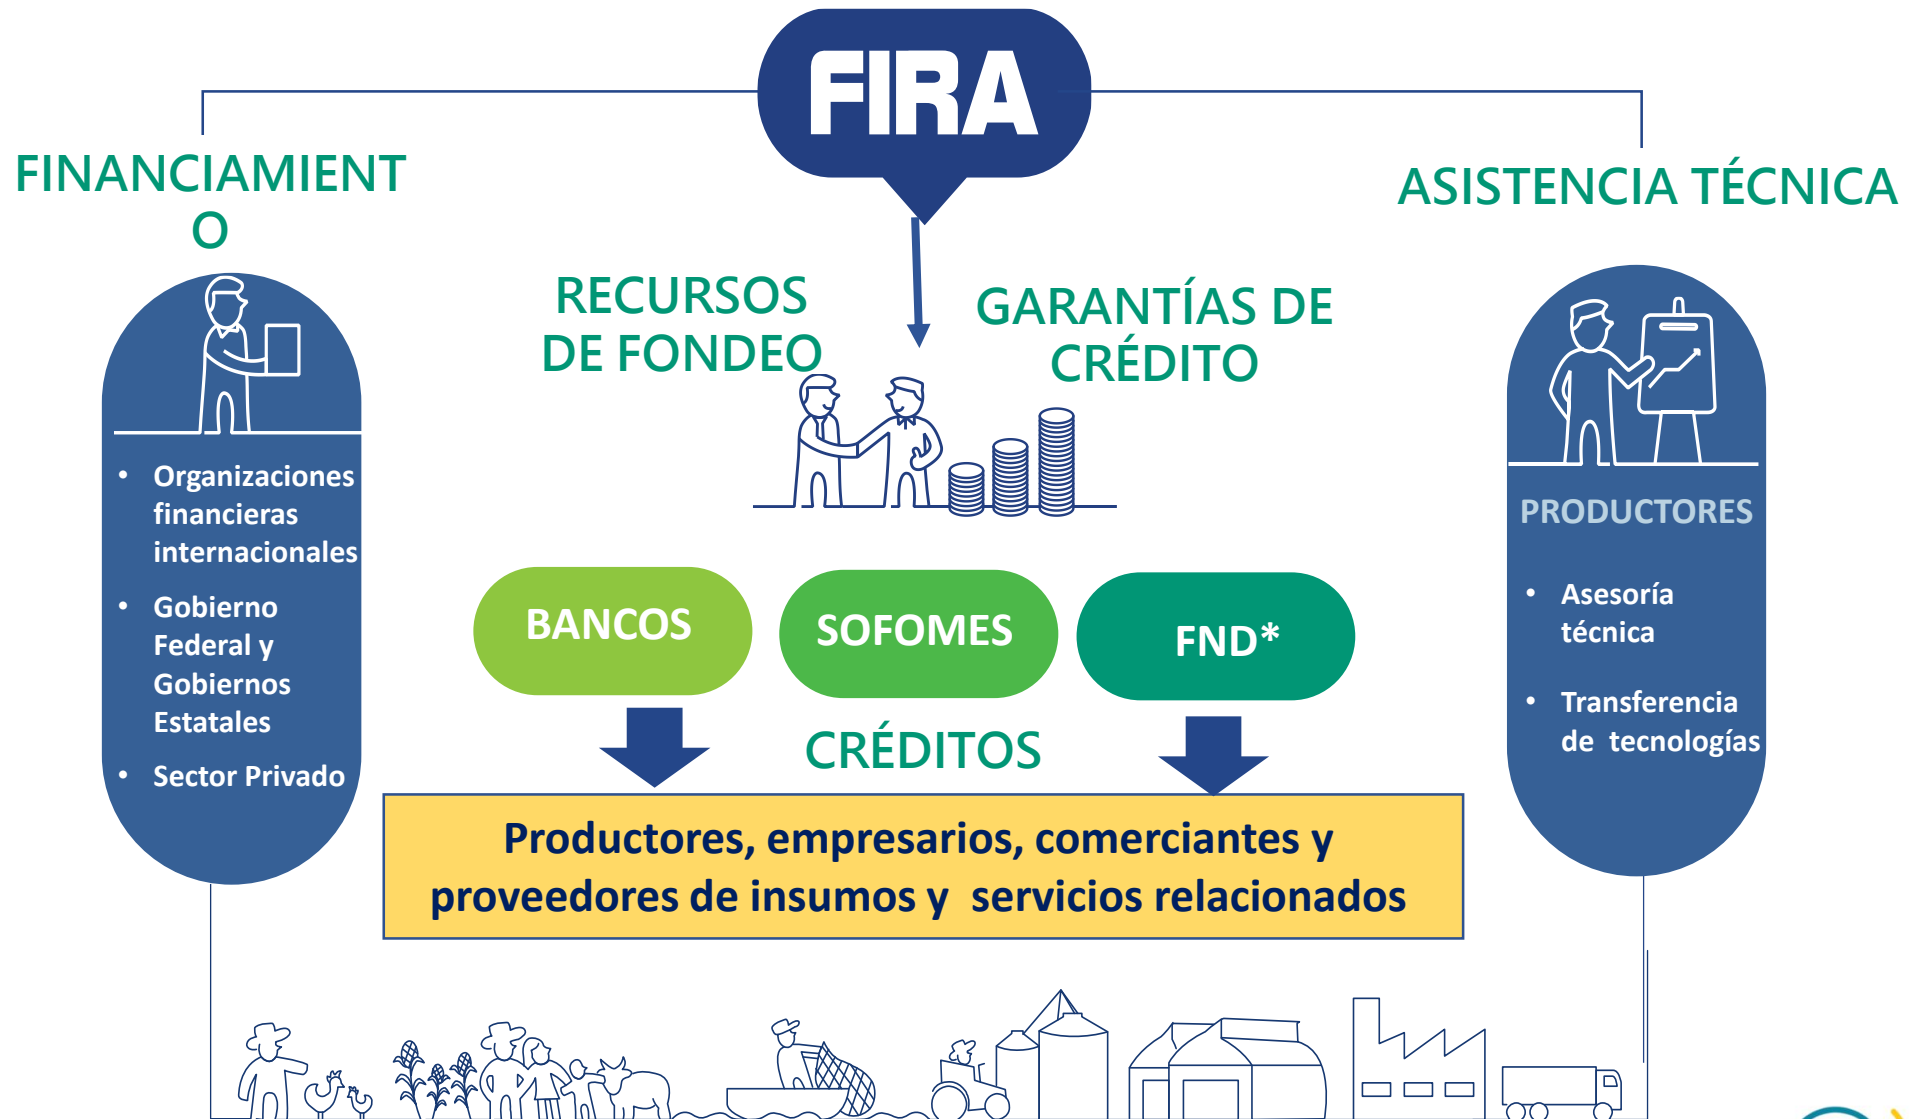 FIRA
FINANCIAMIENT
O
ASISTENCIA TÉCNICA
RECURSOS
DE FONDEO
GARANTÍAS DE
CRÉDITO
• Organizaciones
financieras
internacionales
• Gobierno
Federal y
Gobiernos
Estatales
• Sector Privado
PRODUCTORES
• Asesoría
técnica
• Transferencia
de tecnologías
BANCOS
SOFOMES
FND*
CRÉDITOS
Productores, empresarios, comerciantes y
proveedores de insumos y servicios relacionados